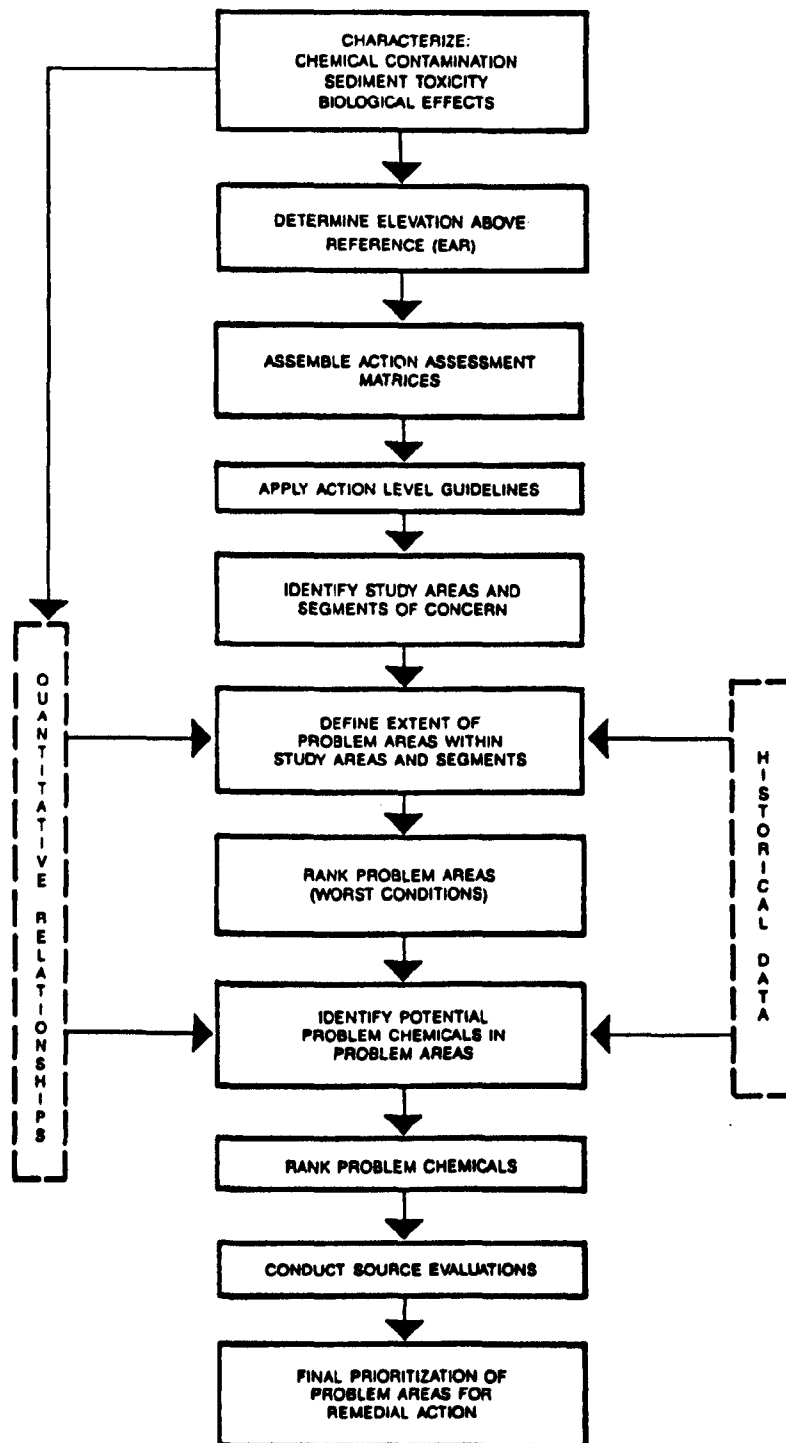 CHARACTERIZE:
CHEMICAL CONTAMINATION
SEDIMENT TOXICITY
BIOLOGICAL EFFECTS
DETERMINE ELEVATION ABOVE
REFERENCE (EAR)
ASSEMBLE ACTION ASSESSMENT
MATRICES
APPLY ACTION LEVEL GUIDELINES
IDENTIFY STUDY AREAS AND
SEGMENTS OF CONCERN
DEFINE EXTENT OF
PROBLEM AREAS WITHIN
STUDY AREAS AND SEGMENTS
QUANTITATIVE RELATIONSHIPS
HISTORICAL DATA
RANK PROBLEM AREAS
(WORST CONDITIONS)
IDENTIFY POTENTIAL
PROBLEM CHEMICALS IN
PROBLEM AREAS
RANK PROBLEM CHEMICALS
CONDUCT SOURCE EVALUATIONS
FINAL PRIORITIZATION OF
PROBLEM AREAS FOR
REMEDIAL ACTION